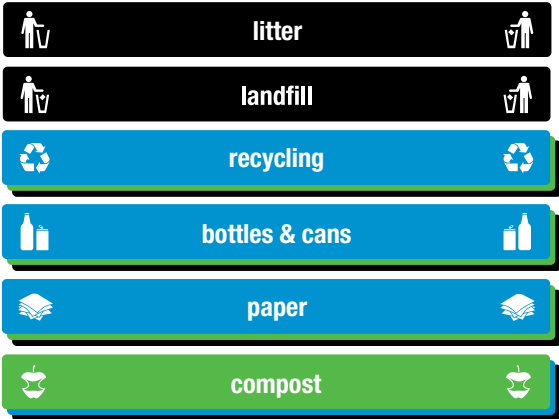 litter
landfill
recycling
bottles & cans
paper
compost